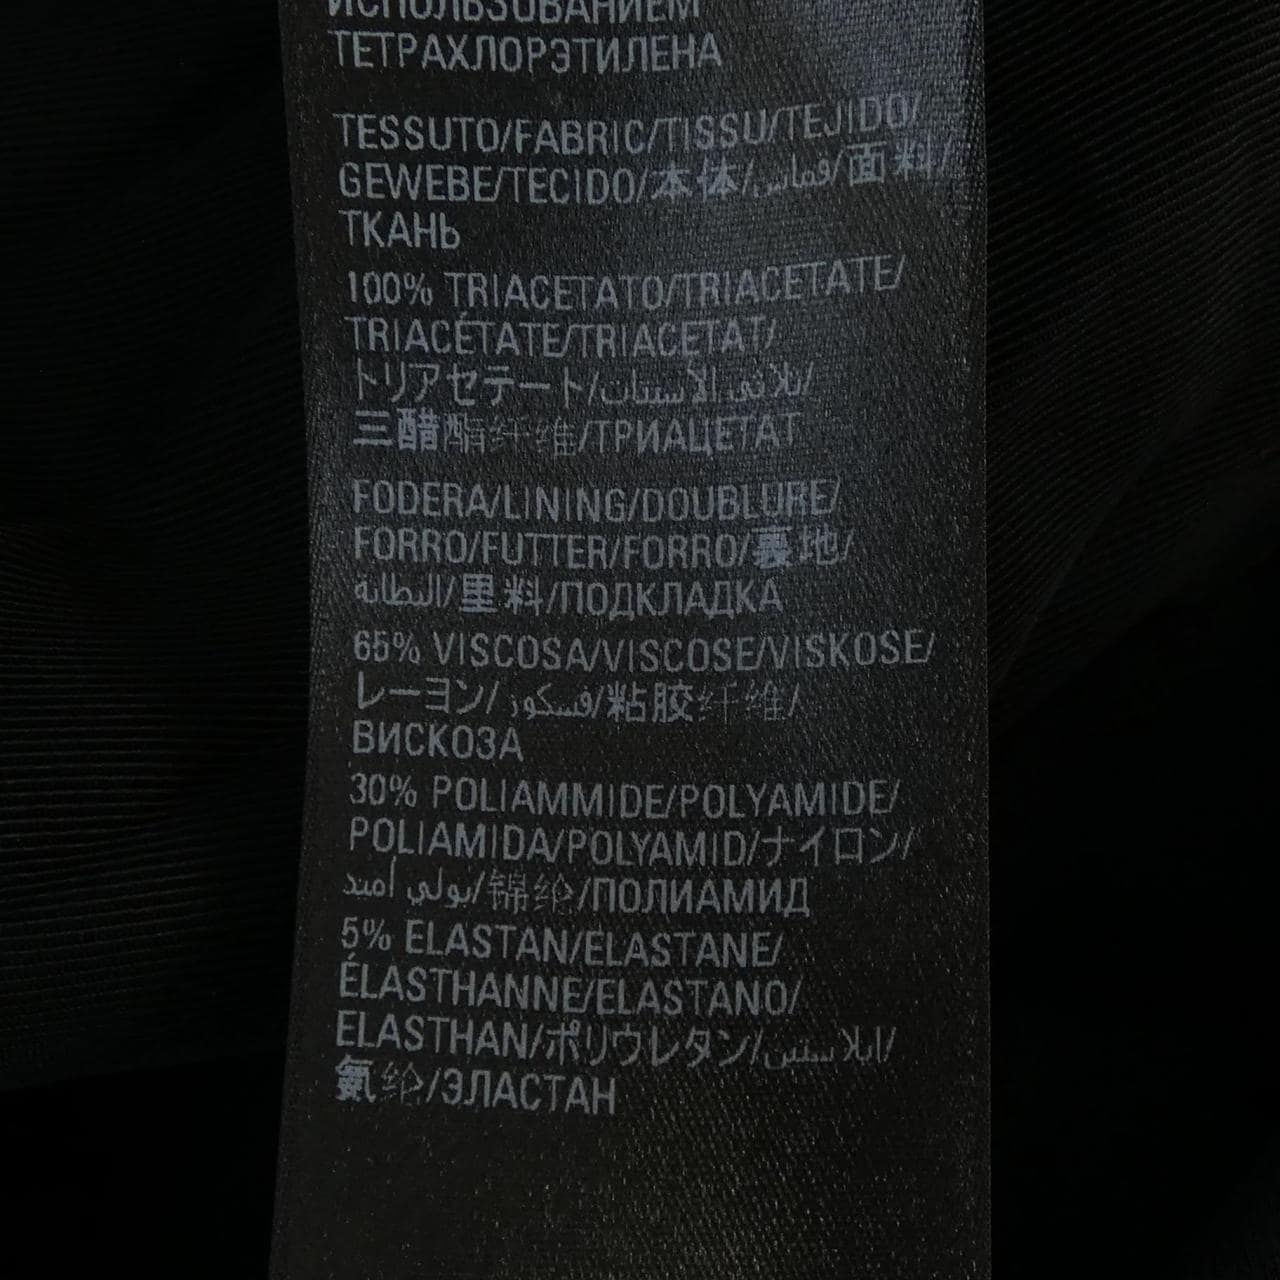 ИСПОЛЬЗОВАНИЕМ
ТЕТРАХЛОРЭТИЛЕНА
TESSUTO/FABRIC/TISSU/TEJIDO/
GEWEBE/TECIDO/本体/قماس/面料/
ТКАНЬ
100% TRIACETATO/TRIACETATE/
TRIACÉTATE/TRIACETAT/
トリアセテート/ثلاثي الأسيتات/
三醋酯纤维/ТРИАЦЕТАТ
FODERA/LINING/DOUBLURE/
FORRO/FUTTER/FORRO/裏地/
البطانة/里料/ПОДКЛАДКА
65% VISCOSA/VISCOSE/VISKOSE/
レーヨン/فسكوز/粘胶纤维/
ВИСКОЗА
30% POLIAMMIDE/POLYAMIDE/
POLIAMIDA/POLYAMID/ナイロン/
بولي أميد/锦纶/ПОЛИАМИД
5% ELASTAN/ELASTANE/
ÉLASTHANNE/ELASTANO/
ELASTHAN/ポリウレタン/ايلاستين/
氨纶/ЭЛАСТАН